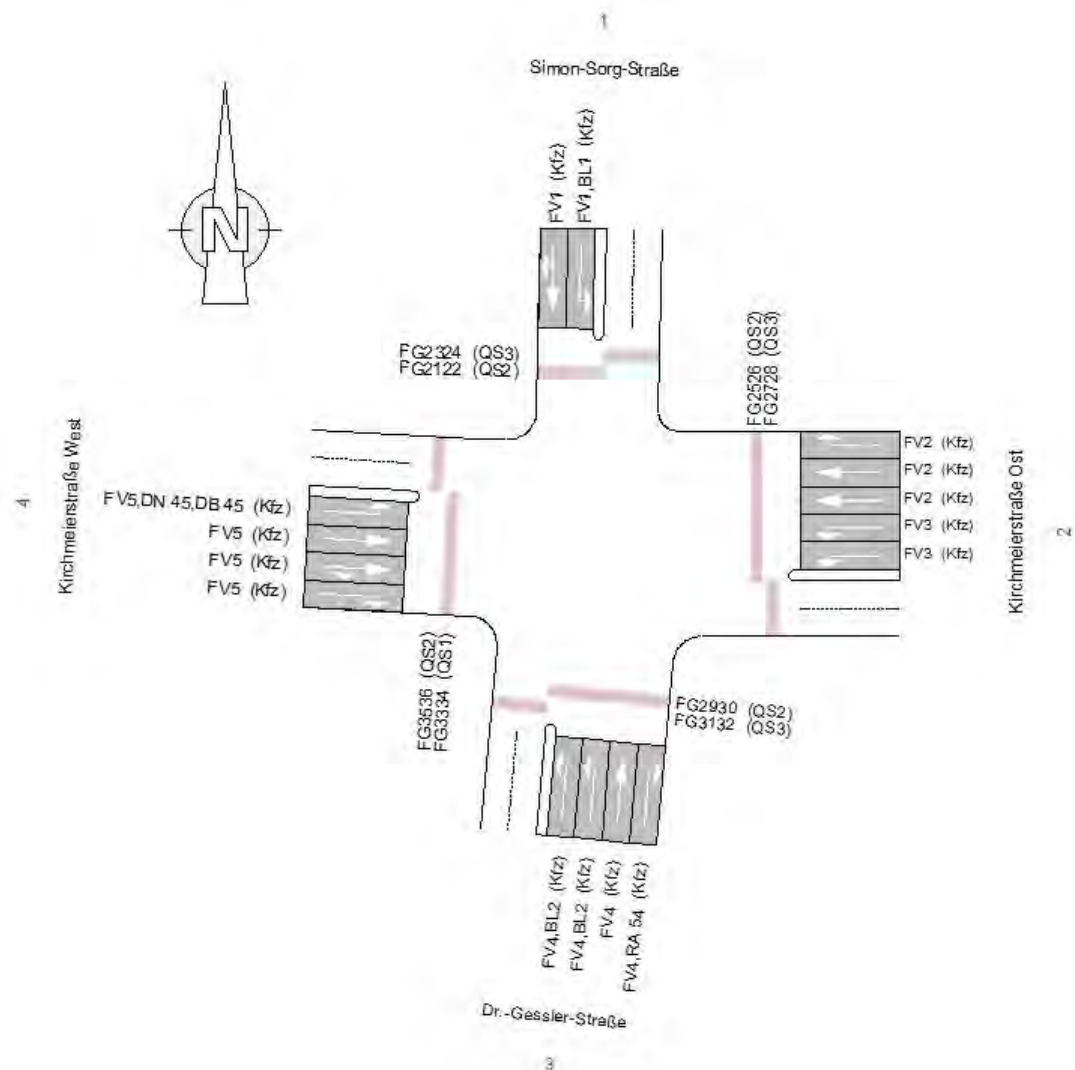 1
Simon-Sorg-Straße
N
FV1 (Kfz)
FV1,BL1 (Kfz)
FG2324 (QS3)
FG2122 (QS2)
FG2526 (QS2)
FG2728 (QS3)
4
Kirchmeierstraße West
FV5,DN 45,DB 45 (Kfz)
FV5 (Kfz)
FV5 (Kfz)
FV5 (Kfz)
FV2 (Kfz)
FV2 (Kfz)
FV2 (Kfz)
FV3 (Kfz)
FV3 (Kfz)
Kirchmeierstraße Ost
2
FG3536 (QS2)
FG3334 (QS1)
FG2930 (QS2)
FG3132 (QS3)
FV4,BL2 (Kfz)
FV4,BL2 (Kfz)
FV4 (Kfz)
FV4,RA 54 (Kfz)
Dr.-Gessler-Straße
3